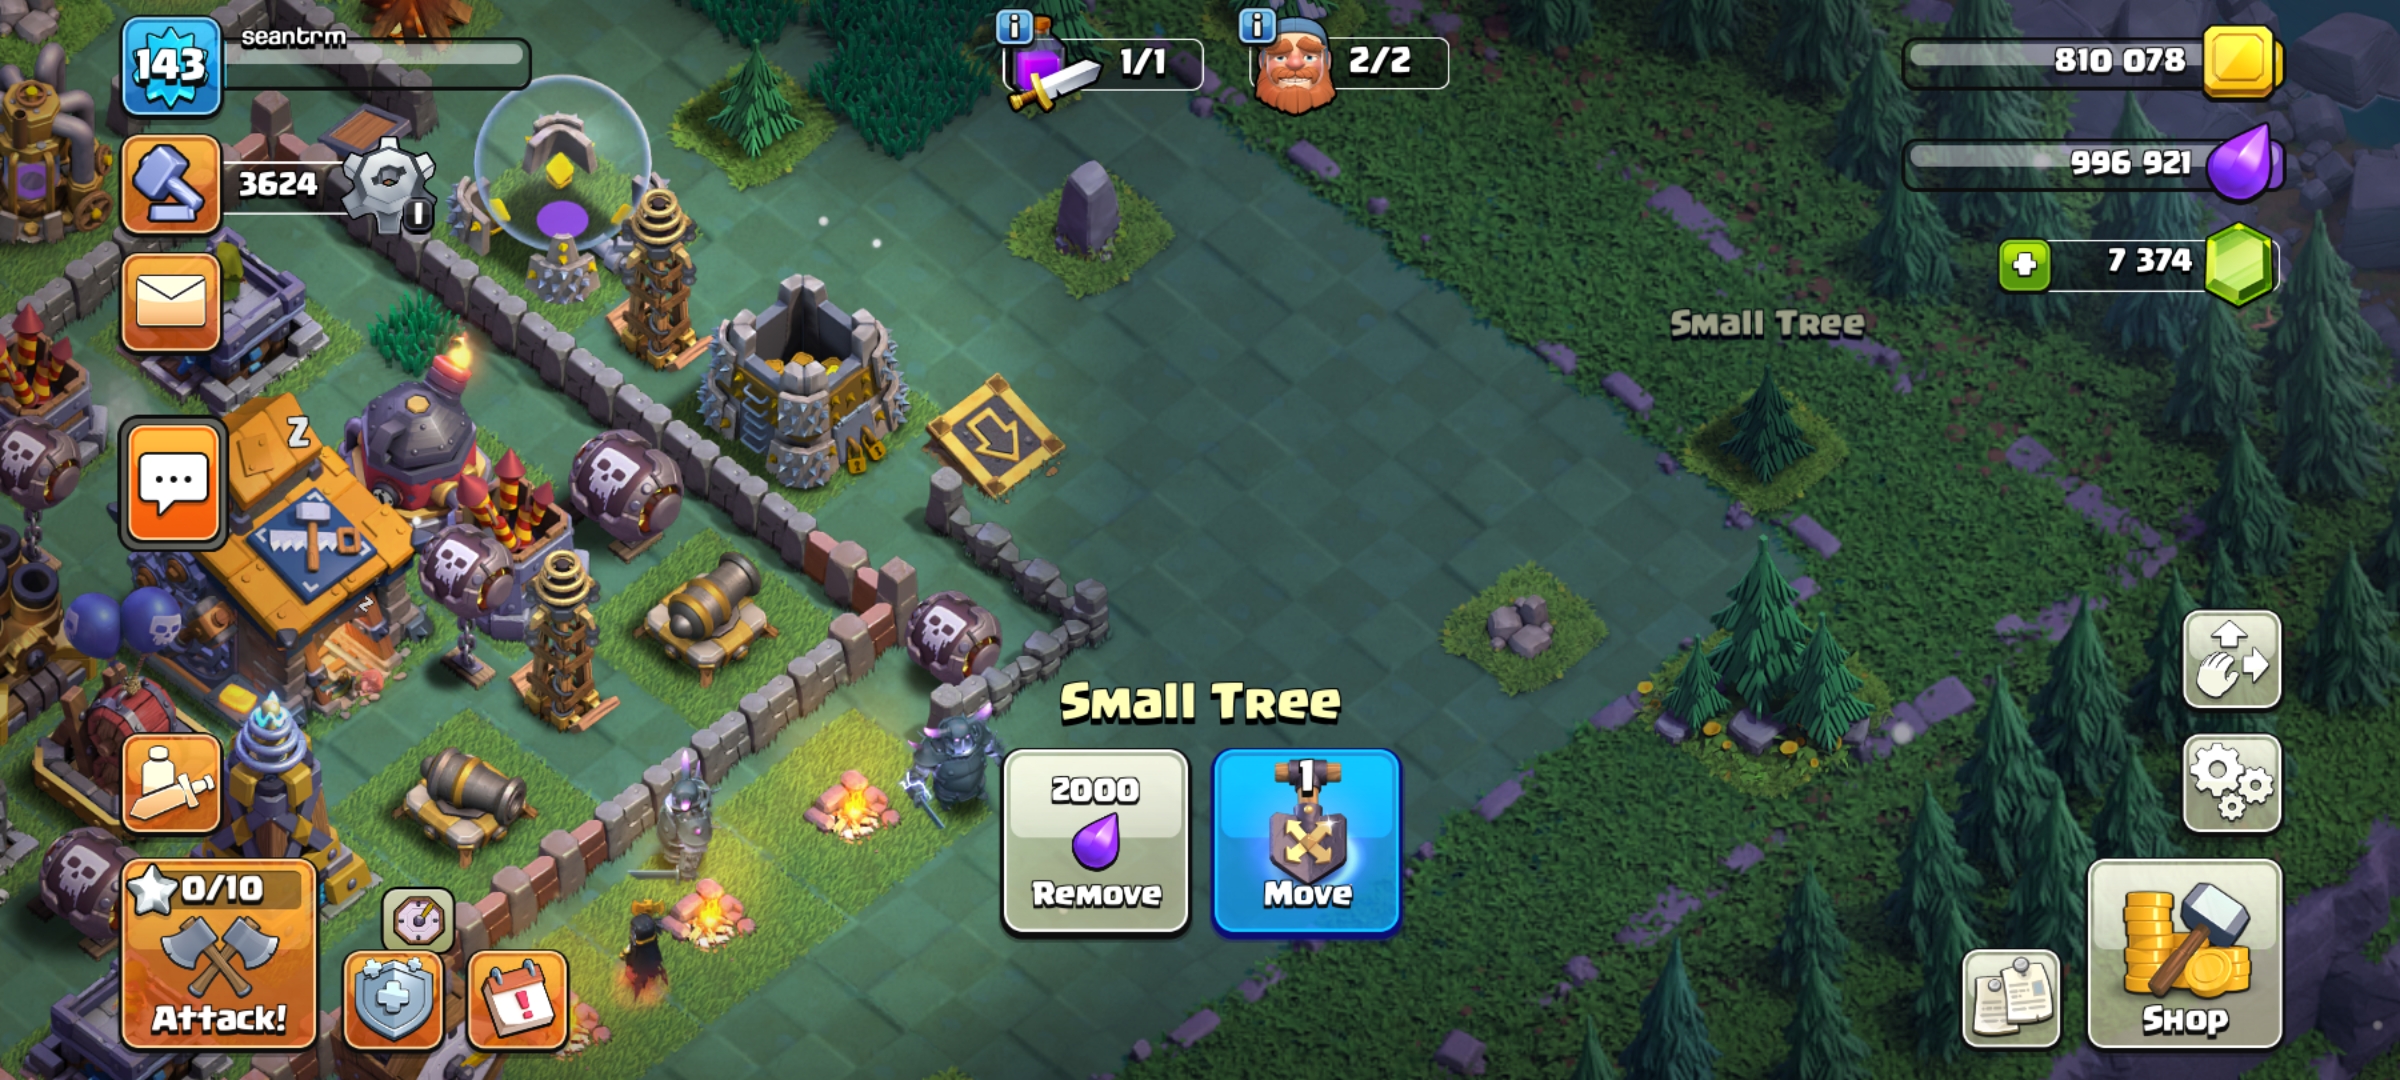 143
seantrm
1/1
2/2
810 078
3624
I
996 921
7 374
Small Tree
Z
z
Small Tree
2000
Remove
1
Move
0/10
Attack!
Shop